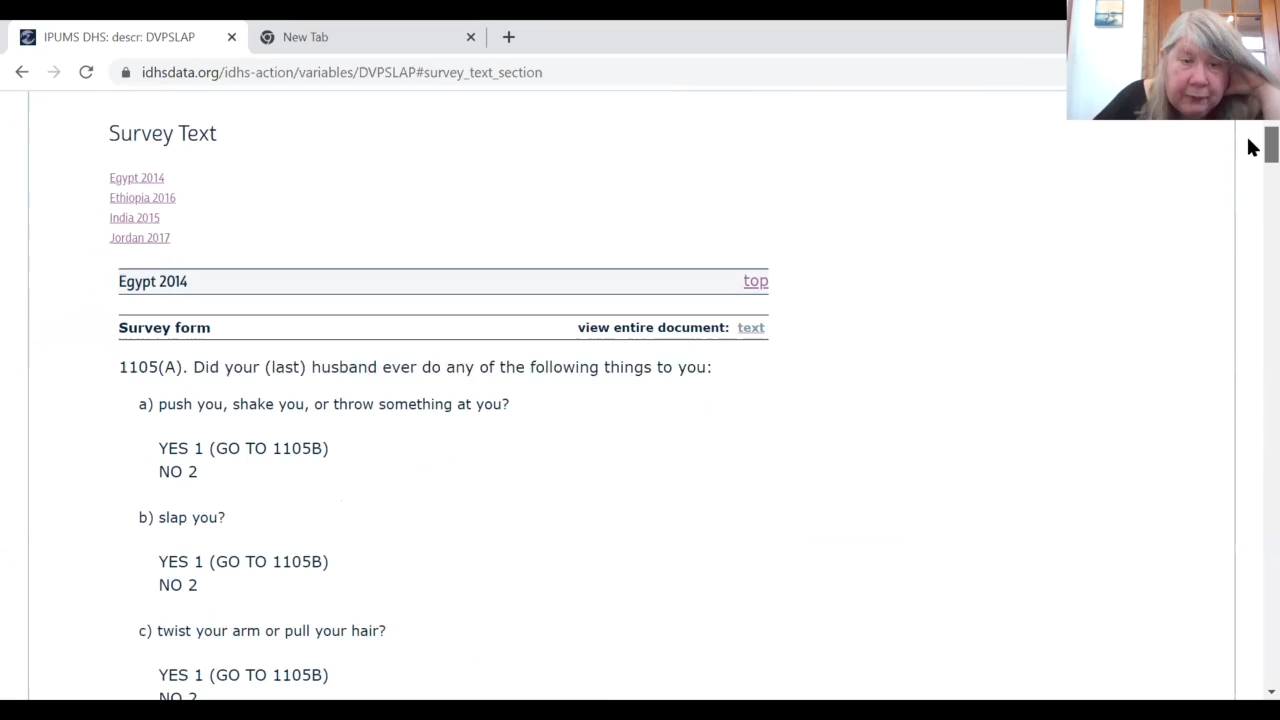 IPUMS DHS: descr: DVPSLAP
New Tab
idhsdata.org/idhs-action/variables/DVPSLAP#survey_text_section
Survey Text
Egypt 2014
Ethiopia 2016
India 2015
Jordan 2017
Egypt 2014 top
Survey form view entire document: text
1105(A). Did your (last) husband ever do any of the following things to you:
a) push you, shake you, or throw something at you?
YES 1 (GO TO 1105B)
NO 2
b) slap you?
YES 1 (GO TO 1105B)
NO 2
c) twist your arm or pull your hair?
YES 1 (GO TO 1105B)
NO 2